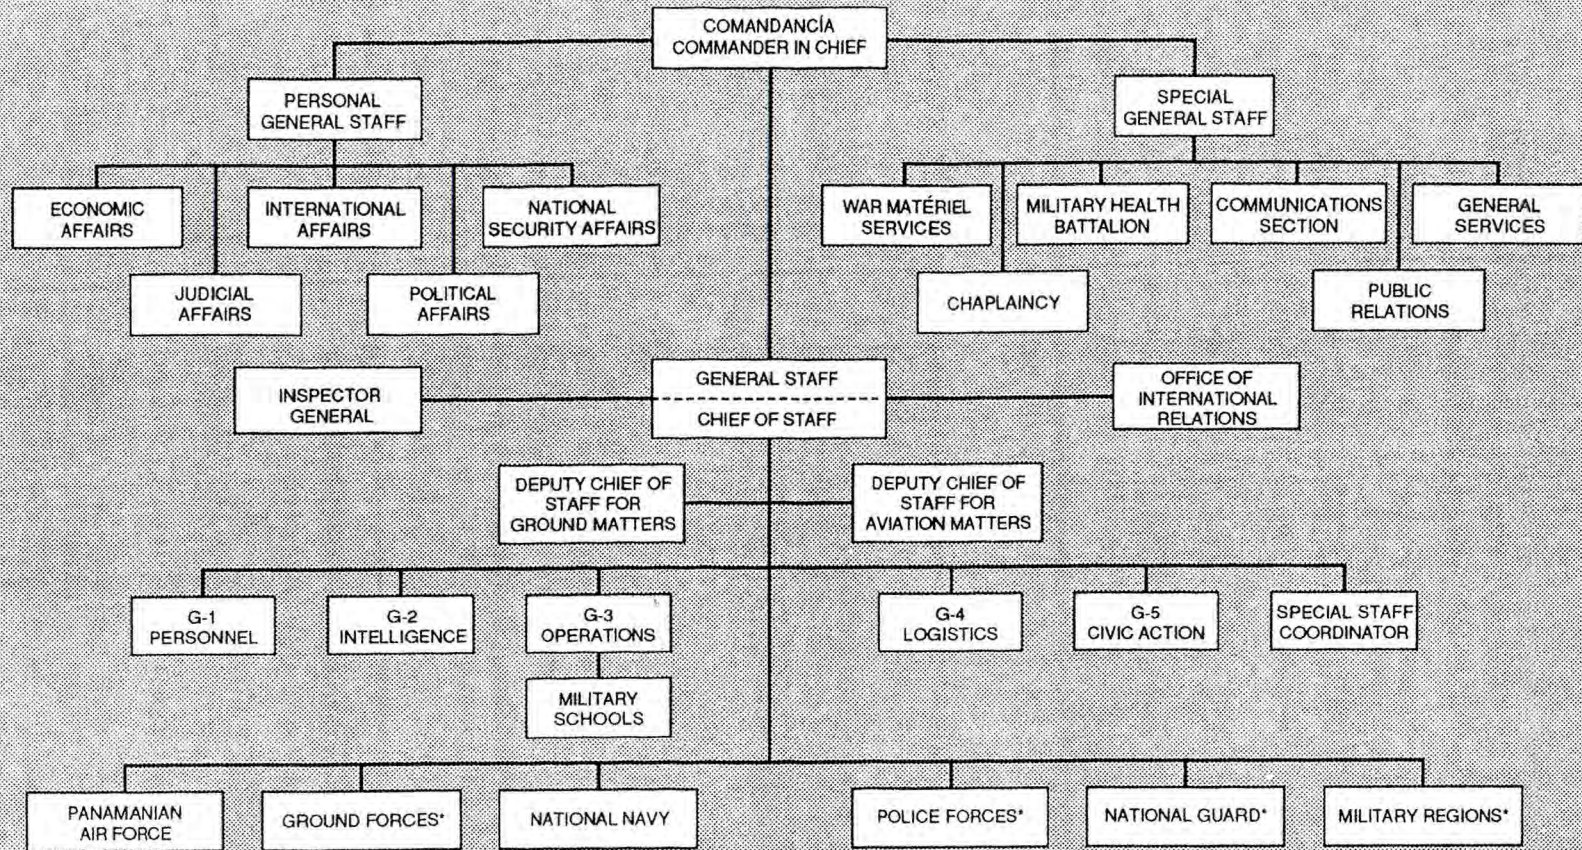 COMANDANCÍA
COMMANDER IN CHIEF
PERSONAL
GENERAL STAFF
SPECIAL
GENERAL STAFF
ECONOMIC
AFFAIRS
INTERNATIONAL
AFFAIRS
NATIONAL
SECURITY AFFAIRS
WAR MATÉRIEL
SERVICES
MILITARY HEALTH
BATTALION
COMMUNICATIONS
SECTION
GENERAL
SERVICES
JUDICIAL
AFFAIRS
POLITICAL
AFFAIRS
CHAPLAINCY
PUBLIC
RELATIONS
INSPECTOR
GENERAL
GENERAL STAFF
CHIEF OF STAFF
OFFICE OF
INTERNATIONAL
RELATIONS
DEPUTY CHIEF OF
STAFF FOR
GROUND MATTERS
DEPUTY CHIEF OF
STAFF FOR
AVIATION MATTERS
G-1
PERSONNEL
G-2
INTELLIGENCE
G-3
OPERATIONS
G-4
LOGISTICS
G-5
CIVIC ACTION
SPECIAL STAFF
COORDINATOR
MILITARY
SCHOOLS
PANAMANIAN
AIR FORCE
GROUND FORCES*
NATIONAL NAVY
POLICE FORCES*
NATIONAL GUARD*
MILITARY REGIONS*